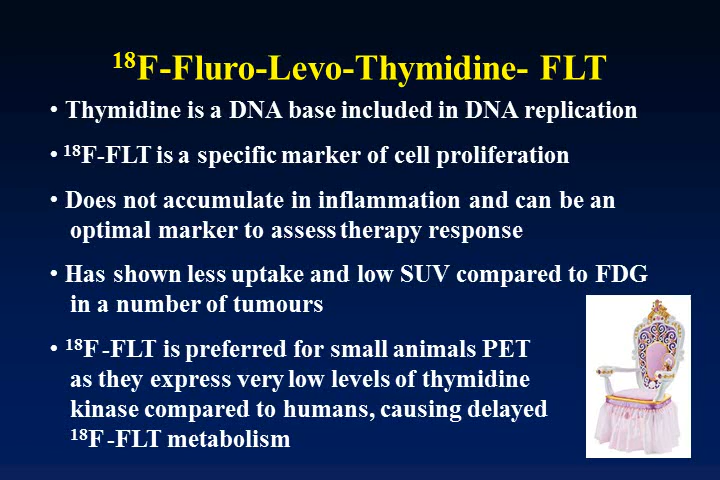 18F-Fluro-Levo-Thymidine- FLT
• Thymidine is a DNA base included in DNA replication
• 18F-FLT is a specific marker of cell proliferation
• Does not accumulate in inflammation and can be an
optimal marker to assess therapy response
• Has shown less uptake and low SUV compared to FDG
in a number of tumours
• 18F -FLT is preferred for small animals PET
as they express very low levels of thymidine
kinase compared to humans, causing delayed
18F -FLT metabolism